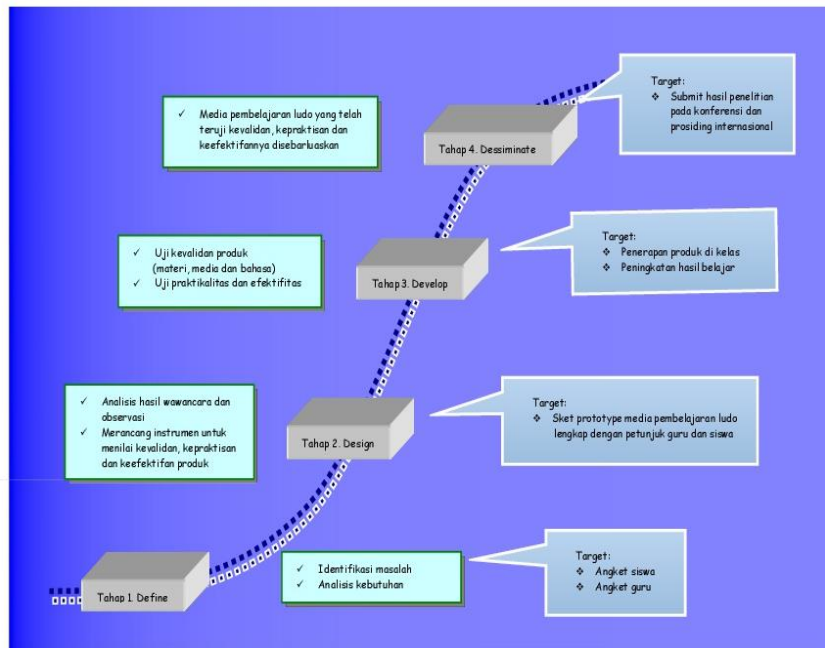 ✓ Media pembelajaran ludo yang telah
teruji kevalidan, kepraktisan dan
keefektifannya disebarluaskan
Tahap 4. Dessiminate
Target:
❖ Submit hasil penelitian
pada konferensi dan
prosiding internasional
✓ Uji kevalidan produk
(materi, media dan bahasa)
✓ Uji praktikalitas dan efektifitas
Tahap 3. Develop
Target:
❖ Penerapan produk di kelas
❖ Peningkatan hasil belajar
✓ Analisis hasil wawancara dan
observasi
✓ Merancang instrumen untuk
menilai kevalidan, kepraktisan
dan keefektifan produk
Tahap 2. Design
Target:
❖ Sket prototype media pembelajaran ludo
lengkap dengan petunjuk guru dan siswa
Tahap 1. Define
✓ Identifikasi masalah
✓ Analisis kebutuhan
Target:
❖ Angket siswa
❖ Angket guru